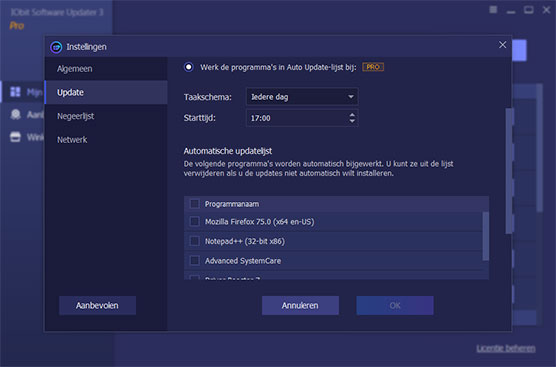 IObit Software Updater 3
Pro
Mijn
Instellingen
Algemeen
Update
Negeerlijst
Netwerk
Werk de programma's in Auto Update-lijst bij: PRO
Taakschema: Iedere dag
Starttijd: 17:00
Automatische updatelijst
De volgende programma's worden automatisch bijgewerkt. U kunt ze uit de lijst
verwijderen als u de updates niet automatisch wilt installeren.
Programmanaam
Mozilla Firefox 75.0 (x64 en-US)
Notepad++ (32-bit x86)
Advanced SystemCare
Driver Booster 7
Aanbevolen
Annuleren
OK
Licentie beheren